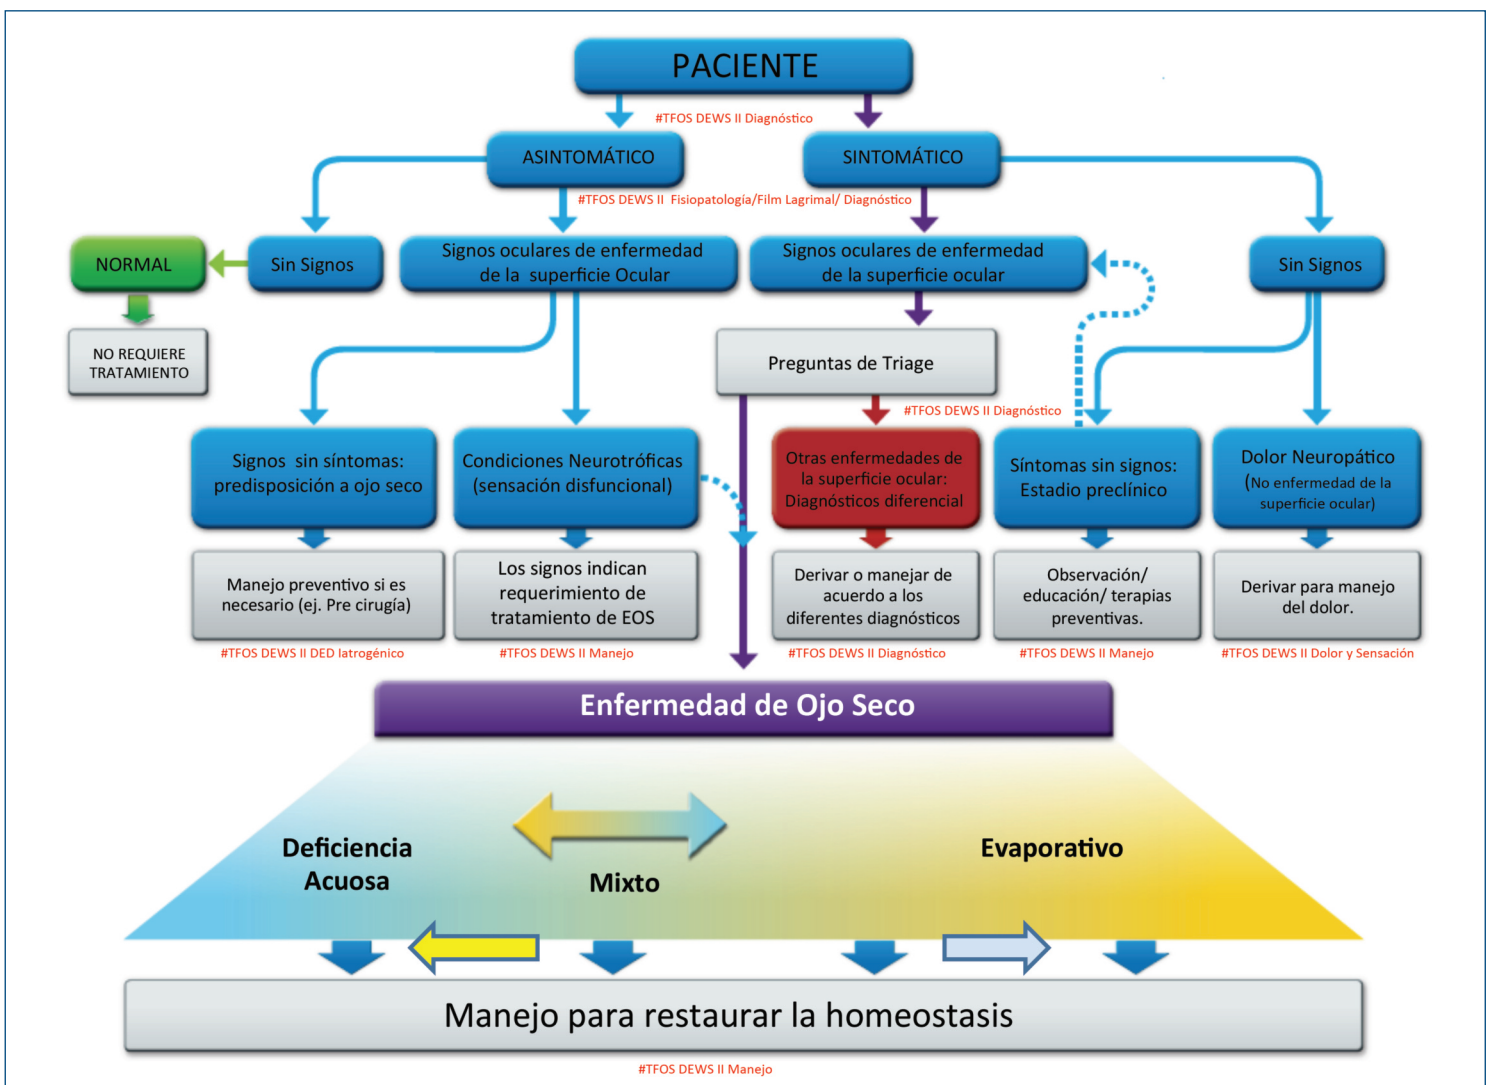 PACIENTE
#TFOS DEWS II Diagnóstico
ASINTOMÁTICO
SINTOMÁTICO
#TFOS DEWS II  Fisiopatología/Film Lagrimal/ Diagnóstico
NORMAL
Sin Signos
Signos oculares de enfermedad
de la  superficie Ocular
Signos oculares de enfermedad
de la superficie ocular
Sin Signos
NO REQUIERE
TRATAMIENTO
Preguntas de Triage
#TFOS DEWS II Diagnóstico
Signos  sin síntomas:
predisposición a ojo seco
Condiciones Neurotróficas
(sensación disfuncional)
Otras enfermedades de
la superficie ocular:
Diagnósticos diferencial
Síntomas sin signos:
Estadio preclínico
Dolor Neuropático
(No enfermedad de la
superficie ocular)
Manejo preventivo si es
necesario (ej. Pre cirugía)
Los signos indican
requerimiento de
tratamiento de EOS
Derivar o manejar de
acuerdo a los
diferentes diagnósticos
Observación/
educación/ terapias
preventivas.
Derivar para manejo
del dolor.
#TFOS DEWS II DED Iatrogénico
#TFOS DEWS II Manejo
#TFOS DEWS II Diagnóstico
#TFOS DEWS II Manejo
#TFOS DEWS II Dolor y Sensación
Enfermedad de Ojo Seco
Deficiencia
Acuosa
Mixto
Evaporativo
Manejo para restaurar la homeostasis
#TFOS DEWS II Manejo